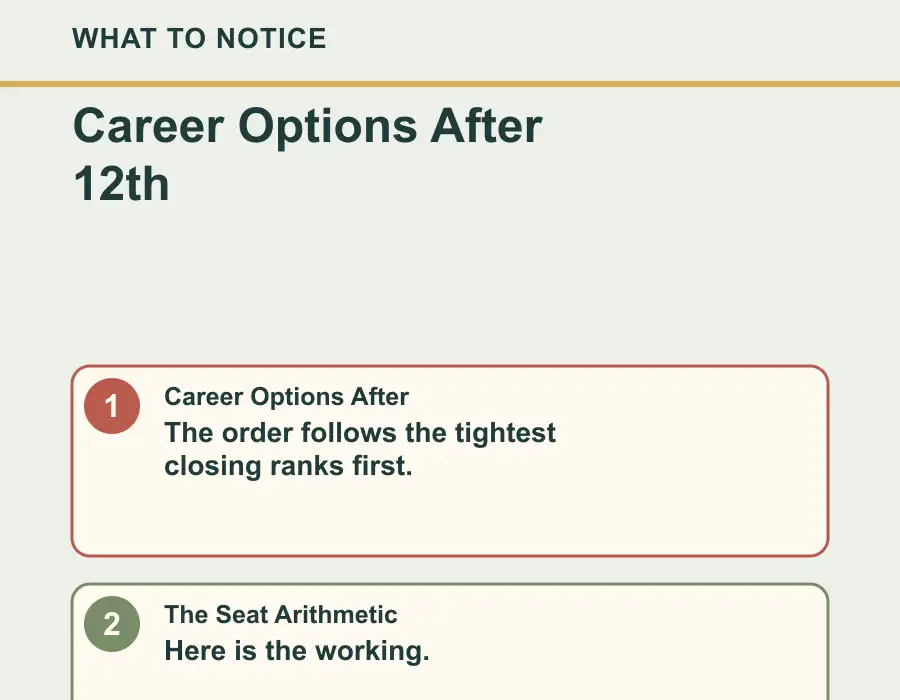 WHAT TO NOTICE
Career Options After
12th
1
Career Options After
The order follows the tightest
closing ranks first.
2
The Seat Arithmetic
Here is the working.